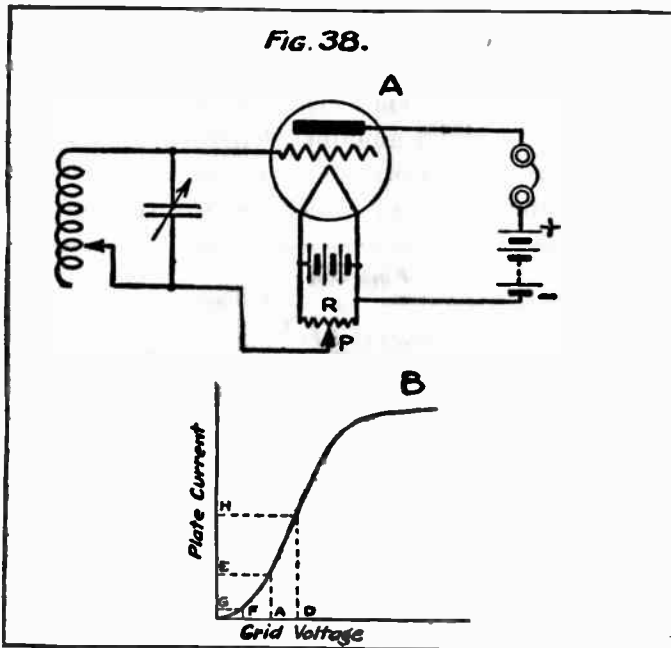 FIG. 38.
A
+
-
R
P
B
Plate Current
H
E
G
F A D
Grid Voltage